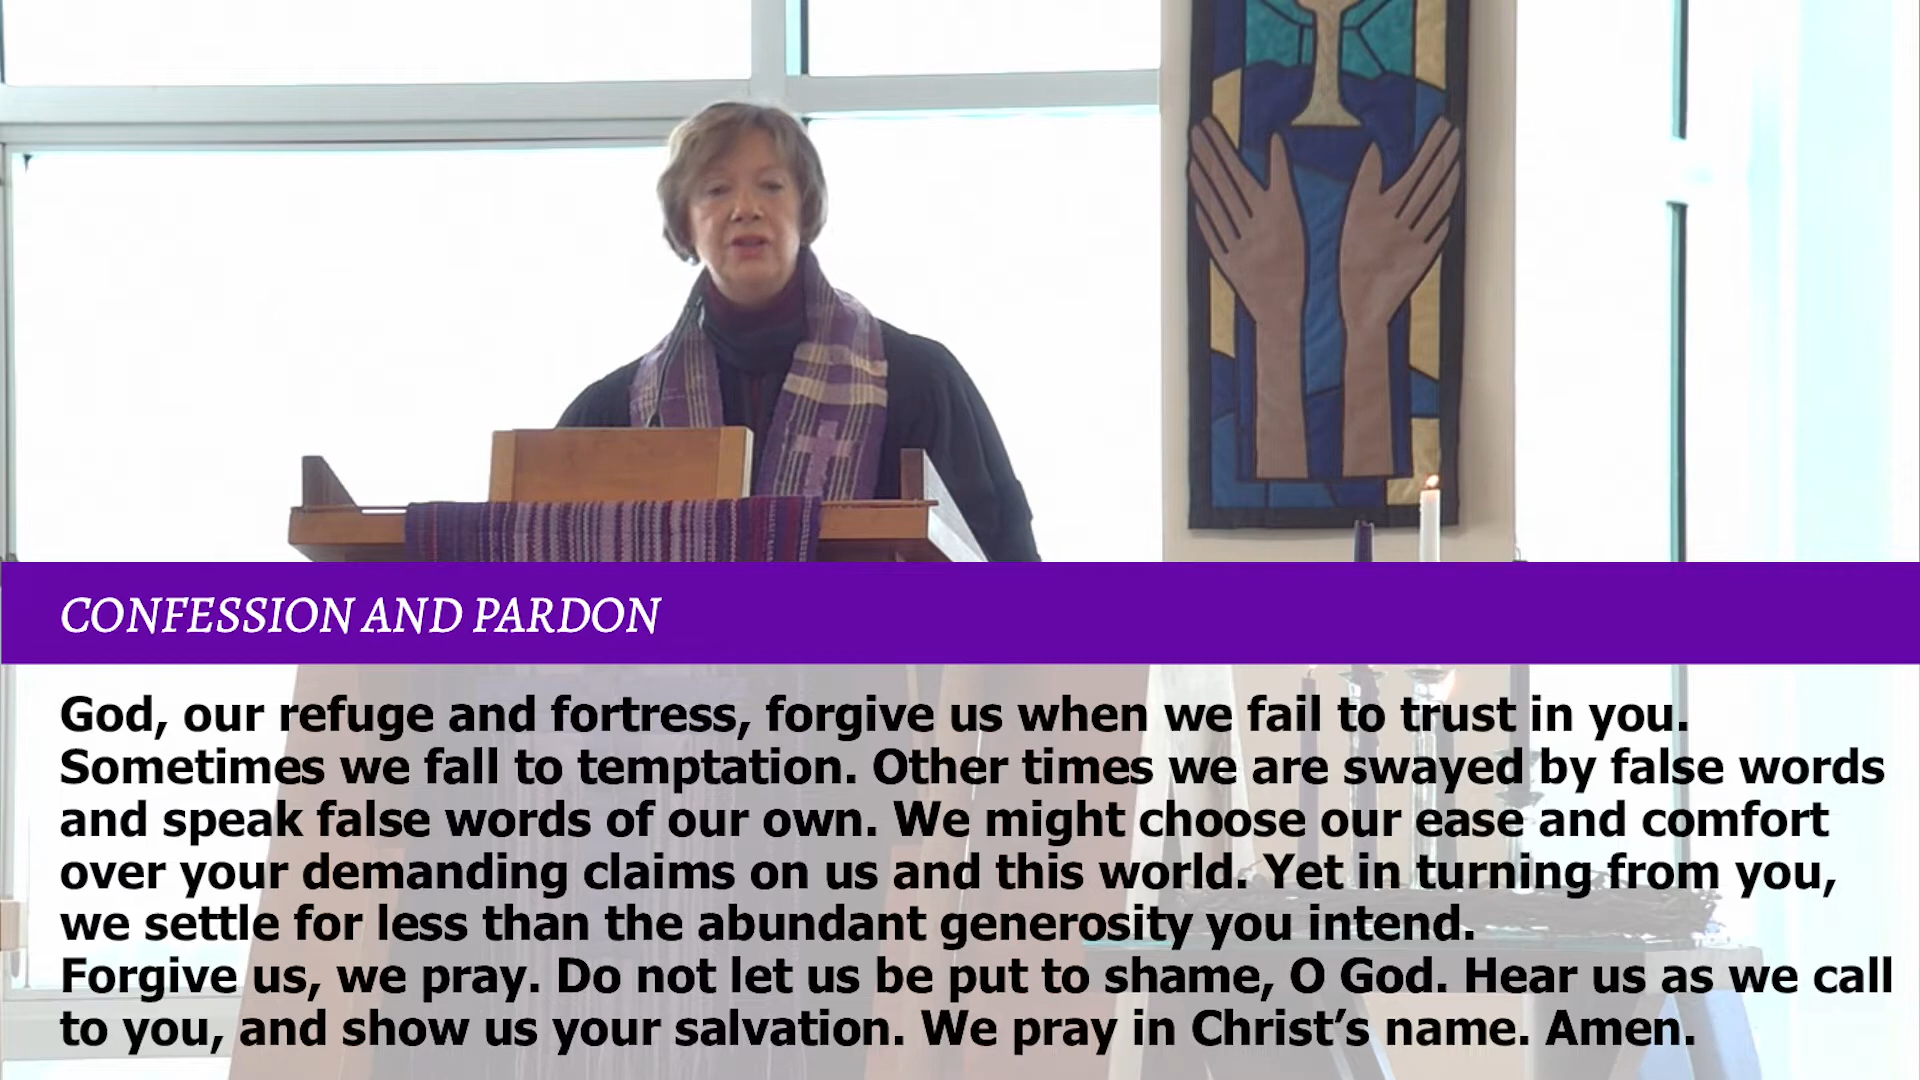 CONFESSION AND PARDON
God, our refuge and fortress, forgive us when we fail to trust in you.
Sometimes we fall to temptation. Other times we are swayed by false words
and speak false words of our own. We might choose our ease and comfort
over your demanding claims on us and this world. Yet in turning from you,
we settle for less than the abundant generosity you intend.
Forgive us, we pray. Do not let us be put to shame, O God. Hear us as we call
to you, and show us your salvation. We pray in Christ’s name. Amen.